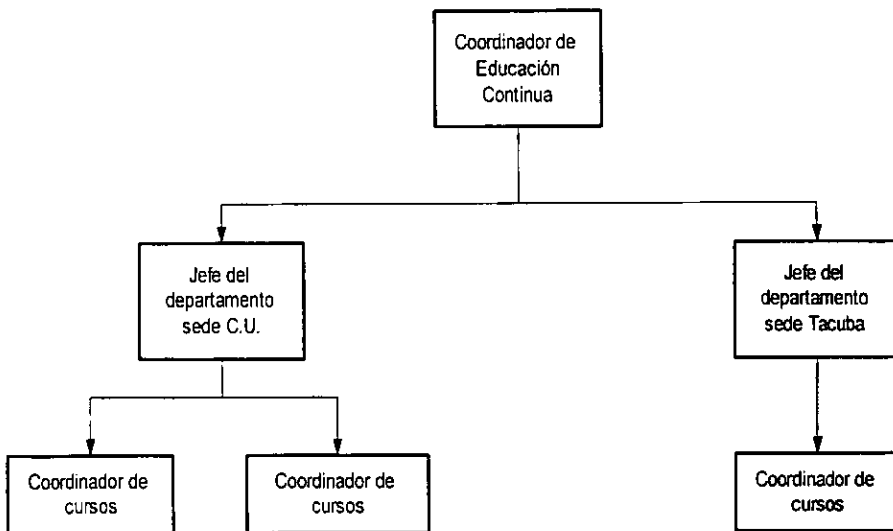 Coordinador de
Educación
Continua
Jefe del
departamento
sede C.U.
Jefe del
departamento
sede Tacuba
Coordinador de
cursos
Coordinador de
cursos
Coordinador de
cursos